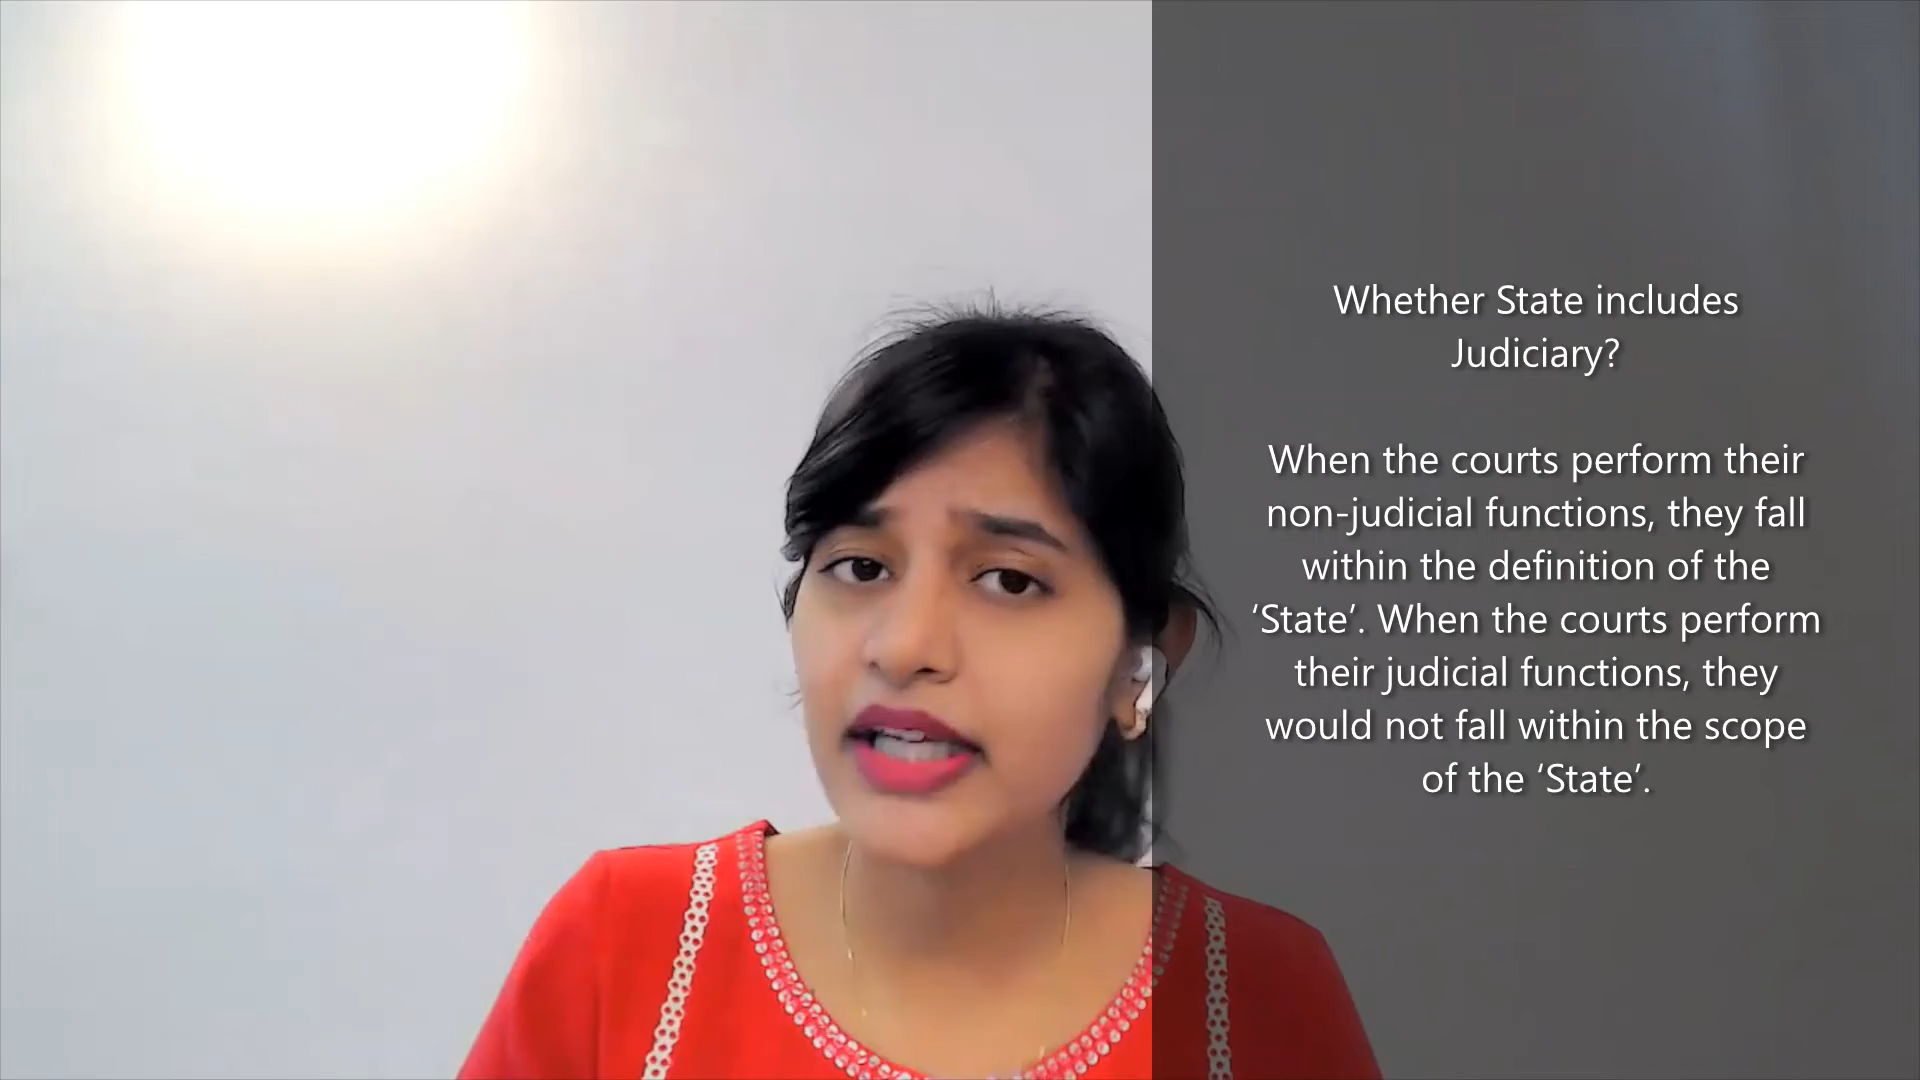 Whether State includes
Judiciary?
When the courts perform their
non-judicial functions, they fall
within the definition of the
‘State’. When the courts perform
their judicial functions, they
would not fall within the scope
of the ‘State’.